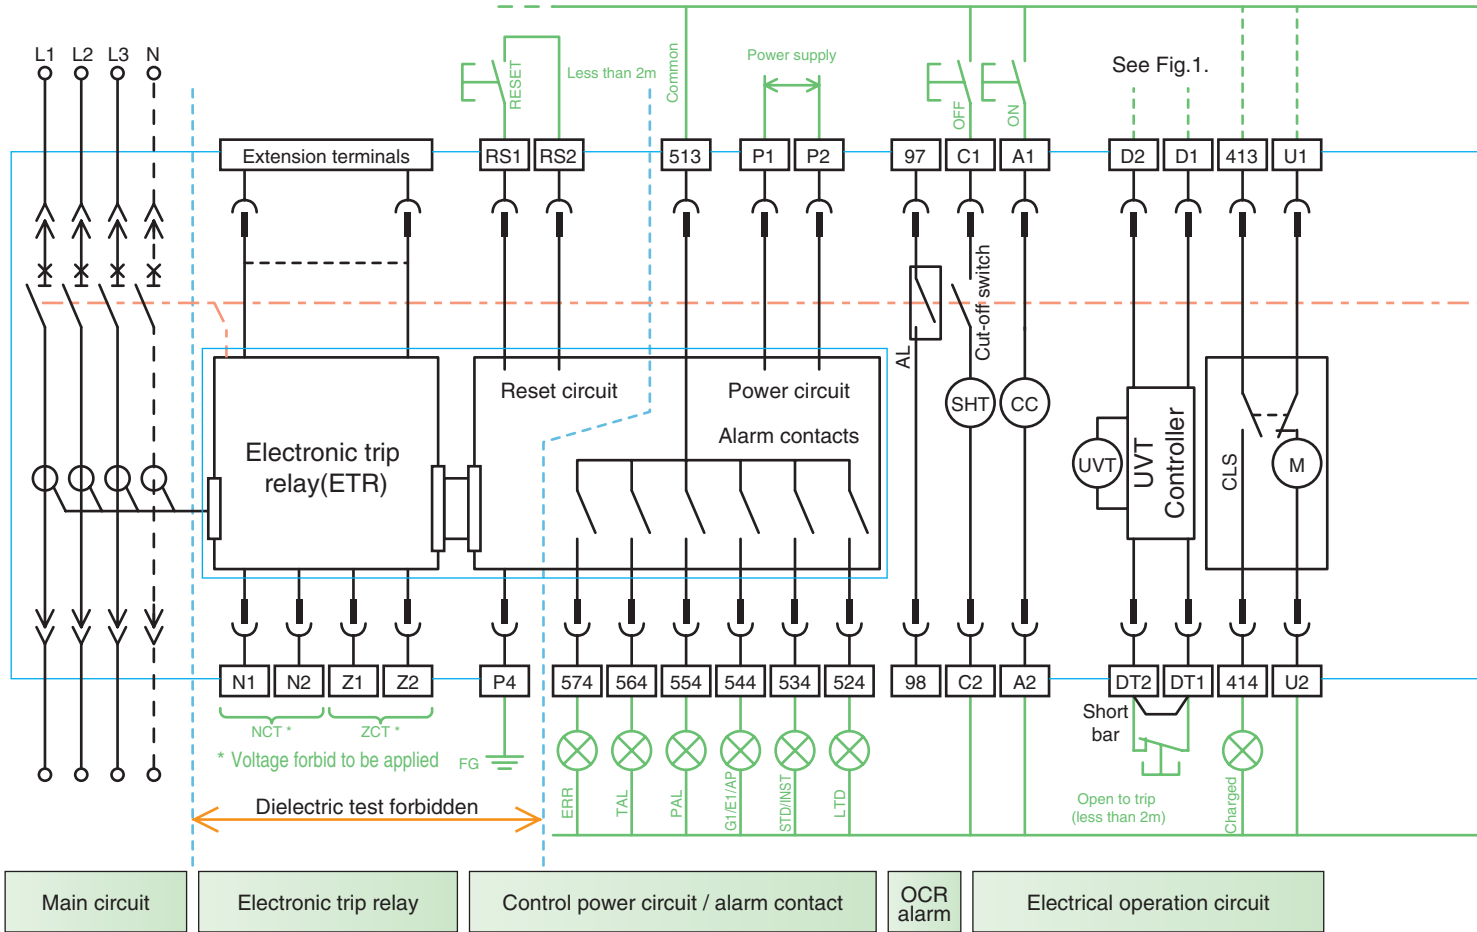 L1 L2 L3 N
RESET
Less than 2m
Common
Power supply
OFF
ON
See Fig.1.
Extension terminals RS1 RS2 513 P1 P2 97 C1 A1 D2 D1 413 U1
Cut-off switch
AL
Reset circuit
Power circuit
SHT CC
Alarm contacts
Electronic trip
relay(ETR)
UVT
UVT
Controller
CLS
M
N1 N2 Z1 Z2 P4 574 564 554 544 534 524 98 C2 A2 DT2 DT1 414 U2
NCT * ZCT *
* Voltage forbid to be applied
FG
Short
bar
ERR
TAL
PAL
G1/E1/AP
STD/INST
LTD
Open to trip
(less than 2m)
Charged
Dielectric test forbidden
Main circuit
Electronic trip relay
Control power circuit / alarm contact
OCR
alarm
Electrical operation circuit